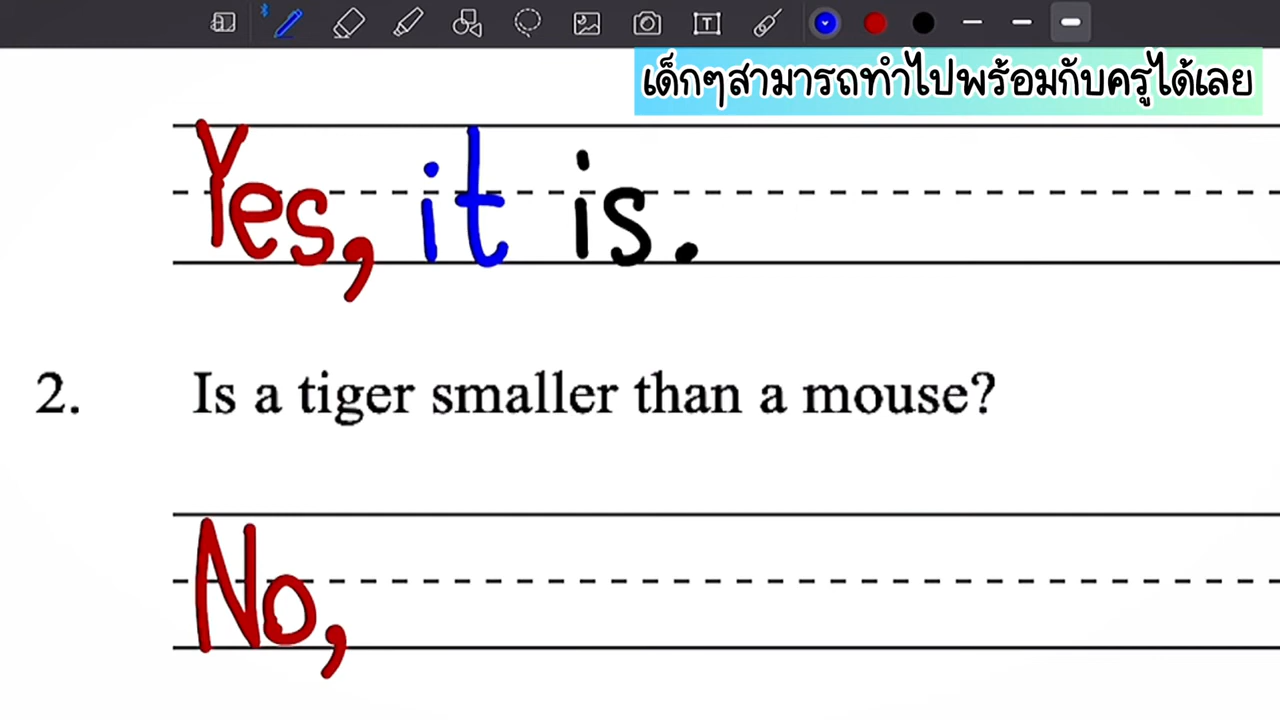 เด็กๆสามารถทำไปพร้อมกับครูได้เลย
Yes, it is.
2. Is a tiger smaller than a mouse?
No,